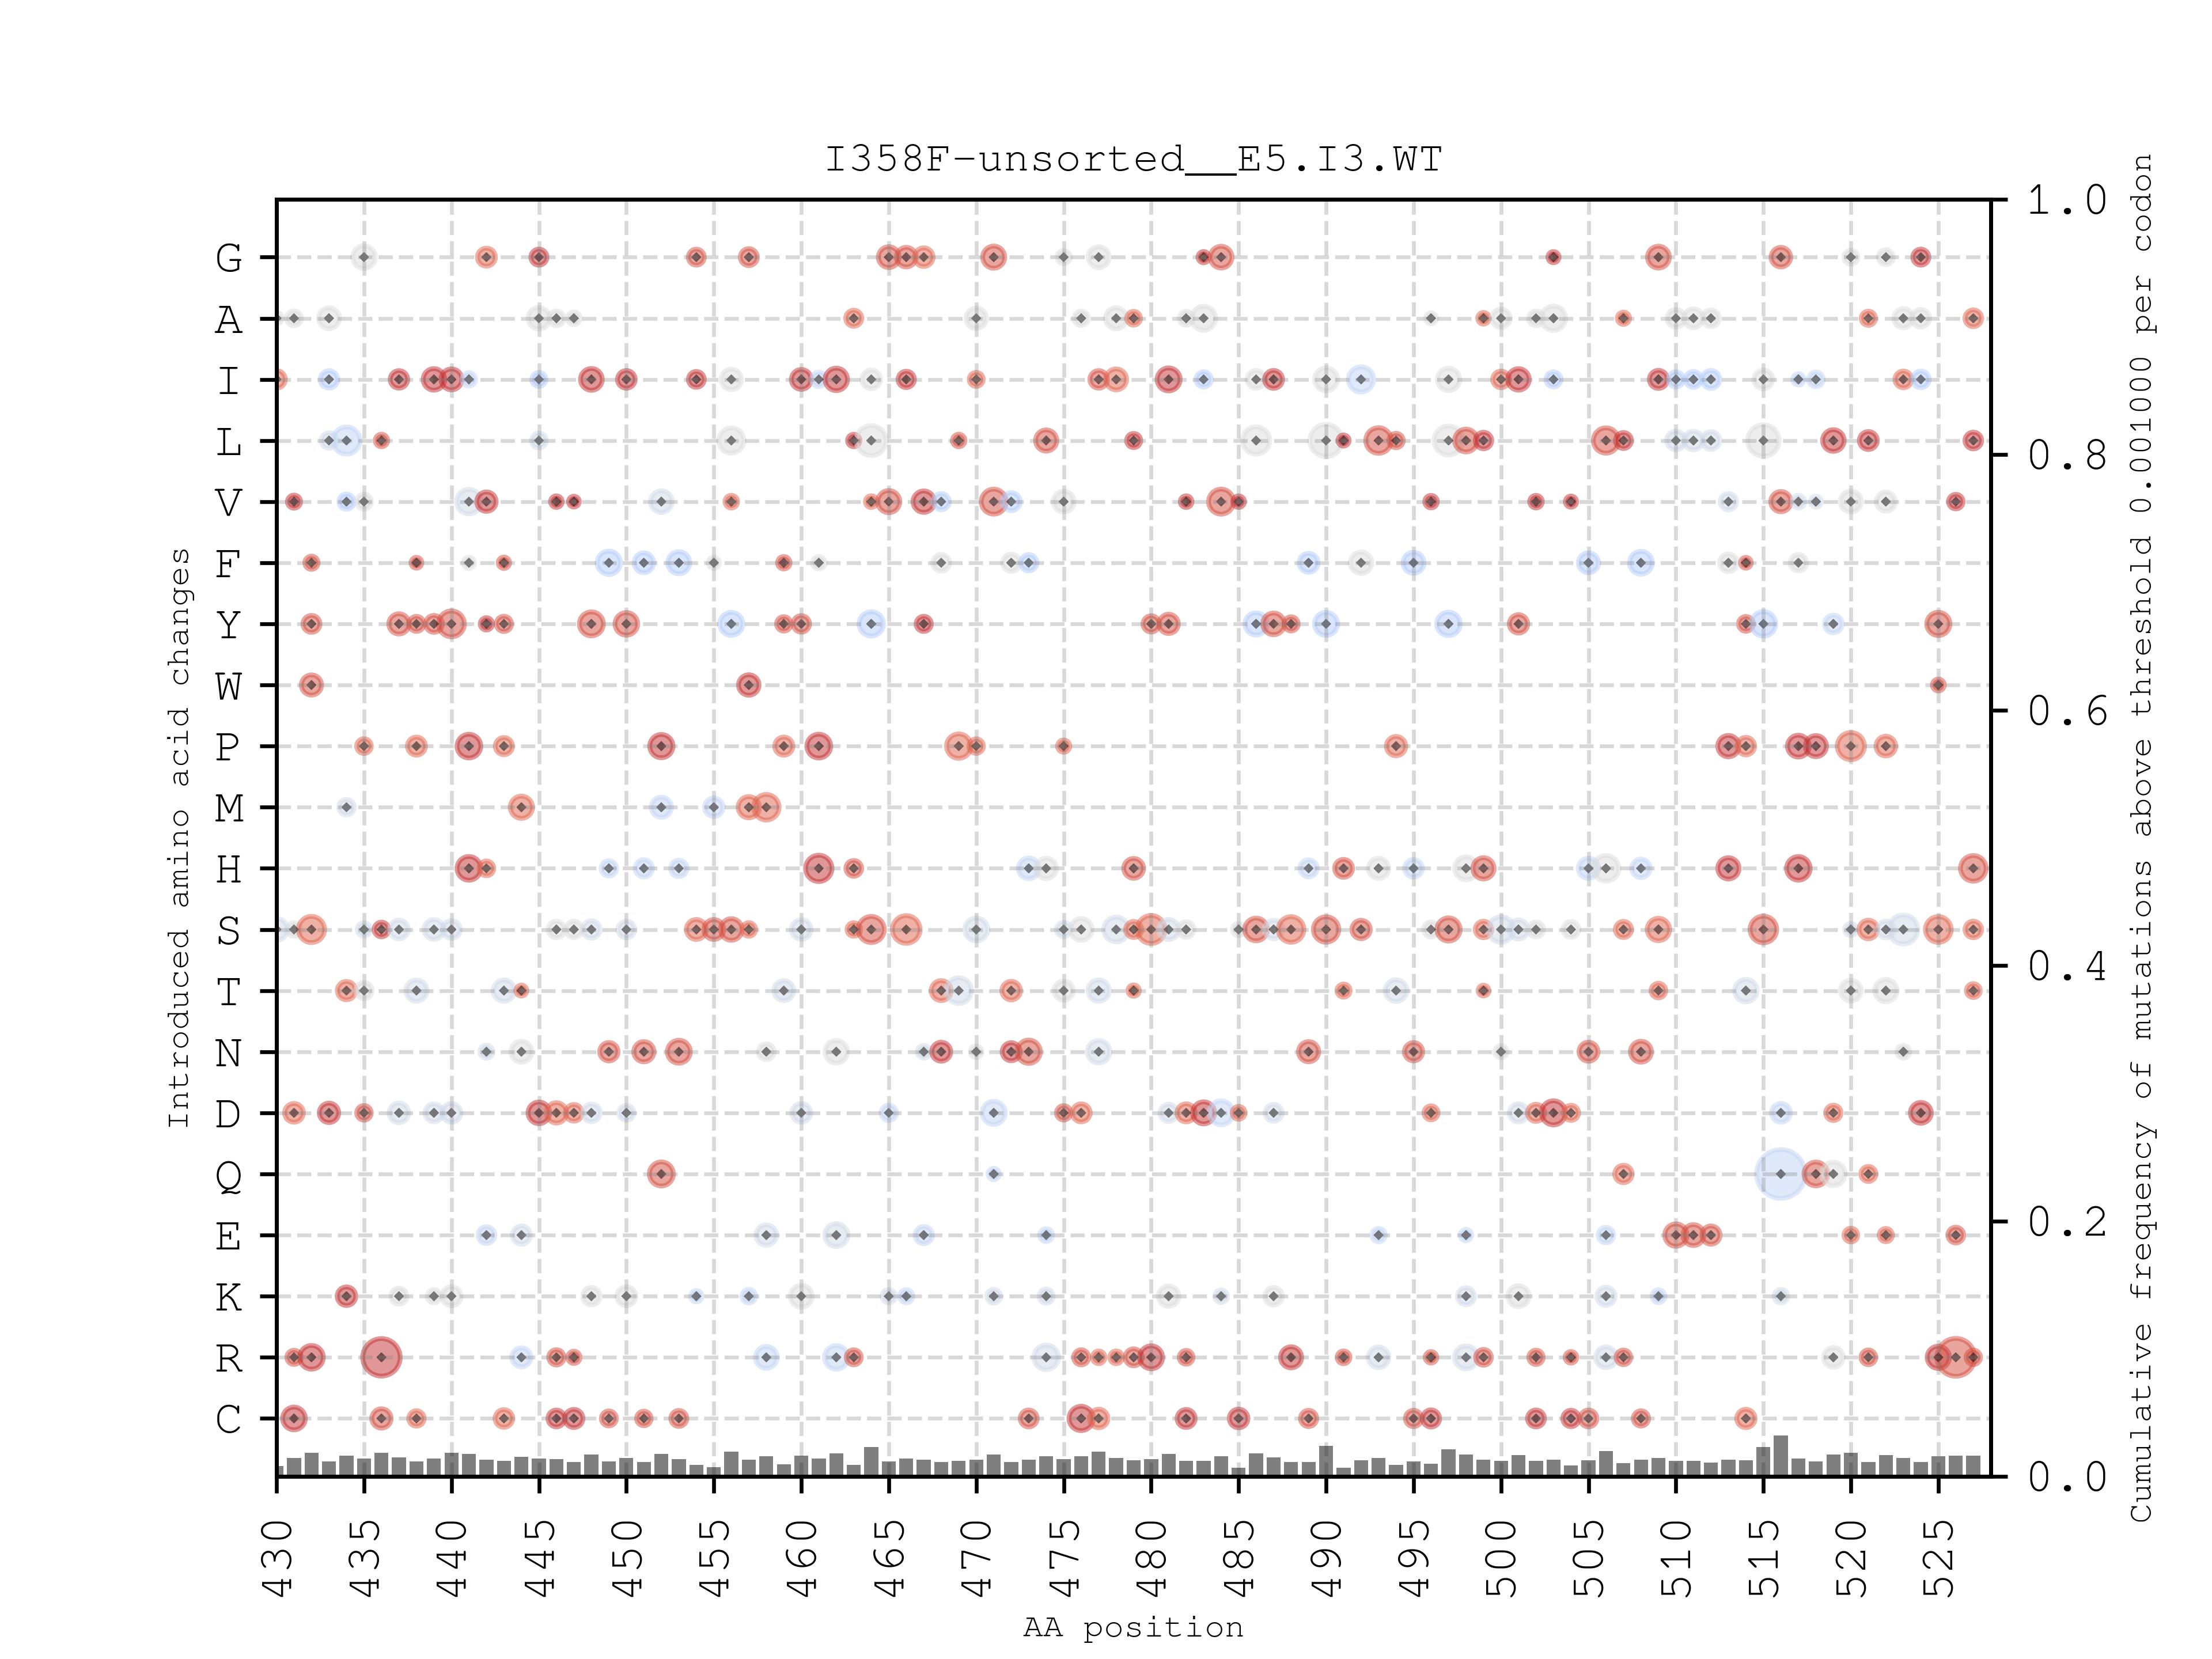 I358F-unsorted__E5.I3.WT
Introduced amino acid changes
G
A
I
L
V
F
Y
W
P
M
H
S
T
N
D
Q
E
K
R
C
1.0
0.8
0.6
0.4
0.2
0.0
Cumulative frequency of mutations above threshold 0.001000 per codon
430 435 440 445 450 455 460 465 470 475 480 485 490 495 500 505 510 515 520 525
AA position